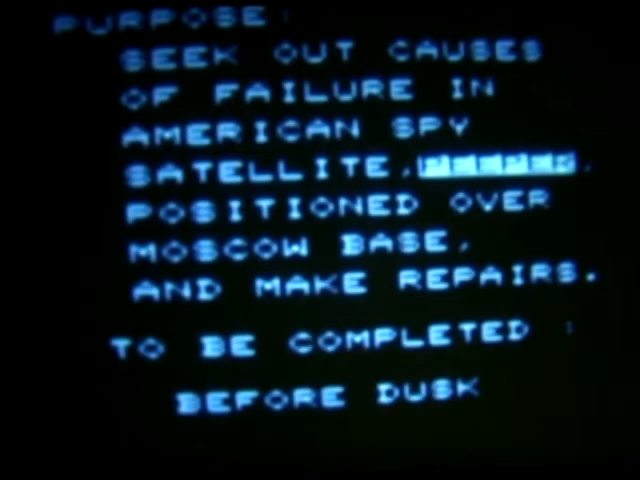 PURPOSE:
SEEK OUT CAUSES
OF FAILURE IN
AMERICAN SPY
SATELLITE,
POSITIONED OVER
MOSCOW BASE,
AND MAKE REPAIRS.
TO BE COMPLETED :
BEFORE DUSK